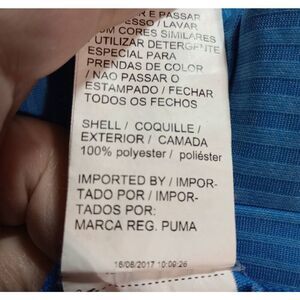 R E PASSAR
ESSO / LAVAR
OM CORES SIMILARES
UTILIZAR DETERGENTE
ESPECIAL PARA
PRENDAS DE COLOR
/ NAO PASSAR O
ESTAMPADO / FECHAR
TODOS OS FECHOS
SHELL / COQUILLE /
EXTERIOR / CAMADA
100% polyester / poliéster
IMPORTED BY / IMPOR-
TADO POR / IMPOR-
TADOS POR:
MARCA REG. PUMA
16/08/2017 10:09:26